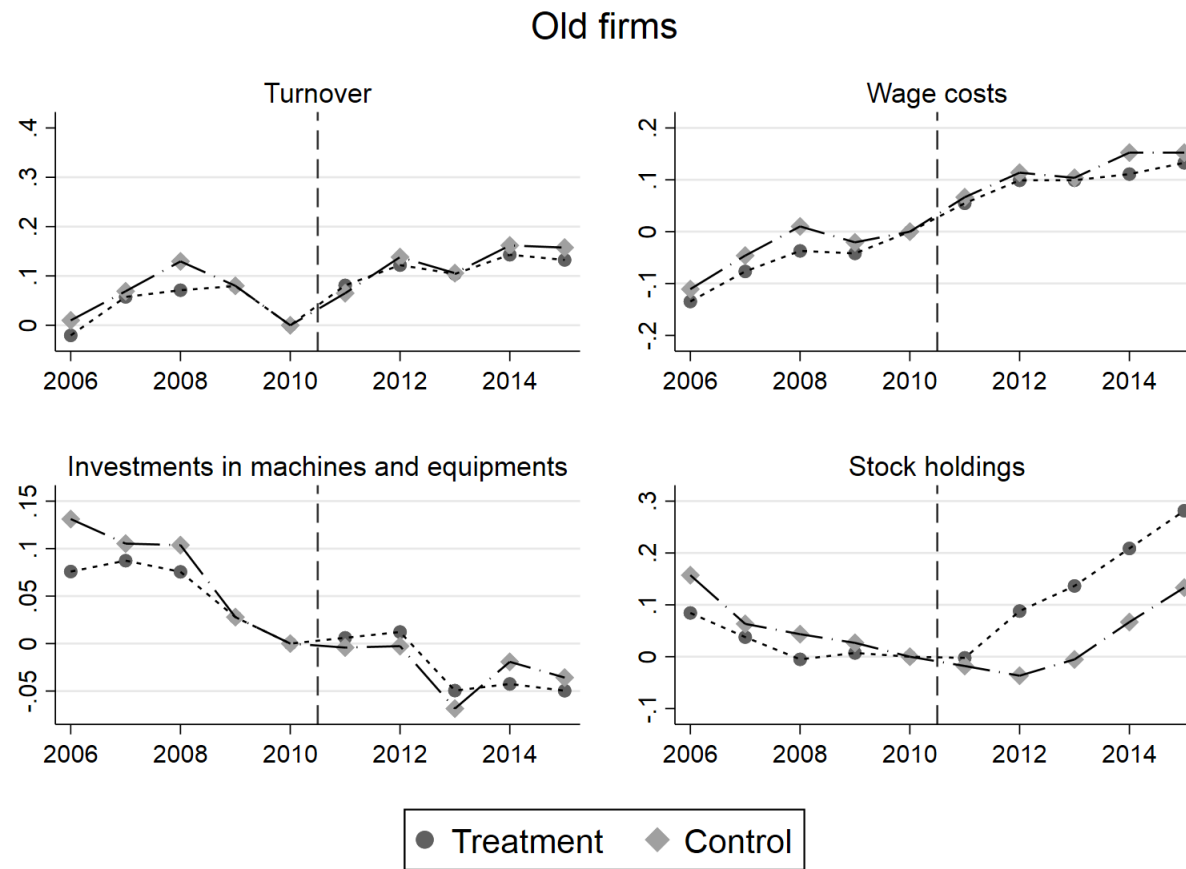 Old firms
Turnover
.4
.3
.2
.1
0
2006 2008 2010 2012 2014
Wage costs
.2
.1
0
-.1
-.2
2006 2008 2010 2012 2014
Investments in machines and equipments
.15
.1
.05
0
-.05
2006 2008 2010 2012 2014
Stock holdings
.3
.2
.1
0
-.1
2006 2008 2010 2012 2014
Treatment Control